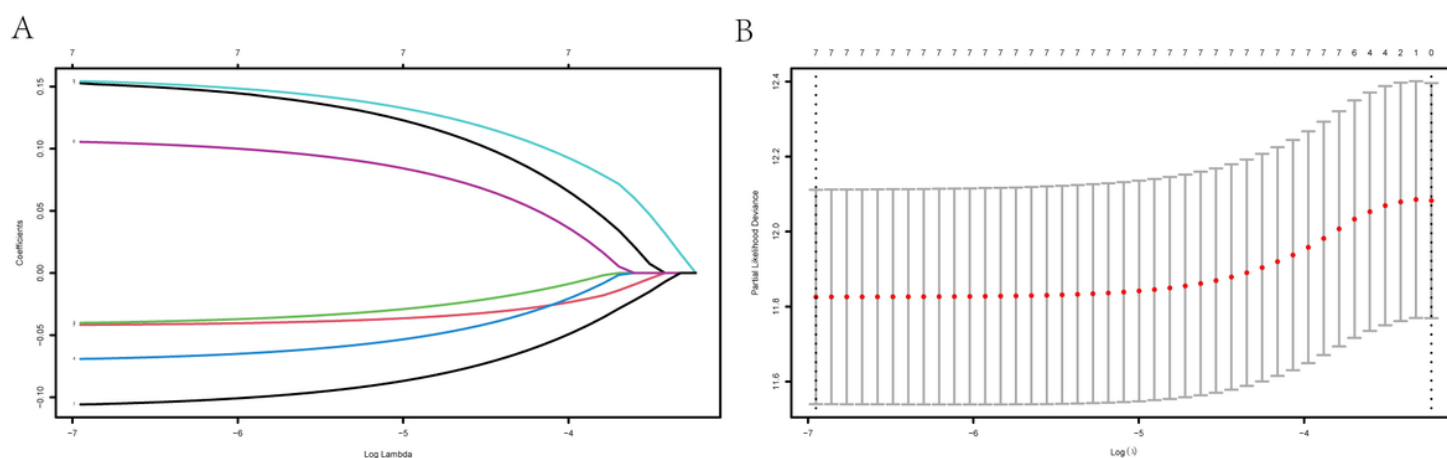 A
7 7 7 7
0.15
0.10
0.05
0.00
−0.05
−0.10
Coefficients
−7 −6 −5 −4
Log Lambda
B
7 7 7 7 7 7 7 7 7 7 7 7 7 7 7 7 7 7 7 7 7 7 7 7 7 7 7 7 7 7 7 7 7 7 7 6 4 4 2 1 0
12.4
12.2
12.0
11.8
11.6
Partial Likelihood Deviance
−7 −6 −5 −4
Log(λ)